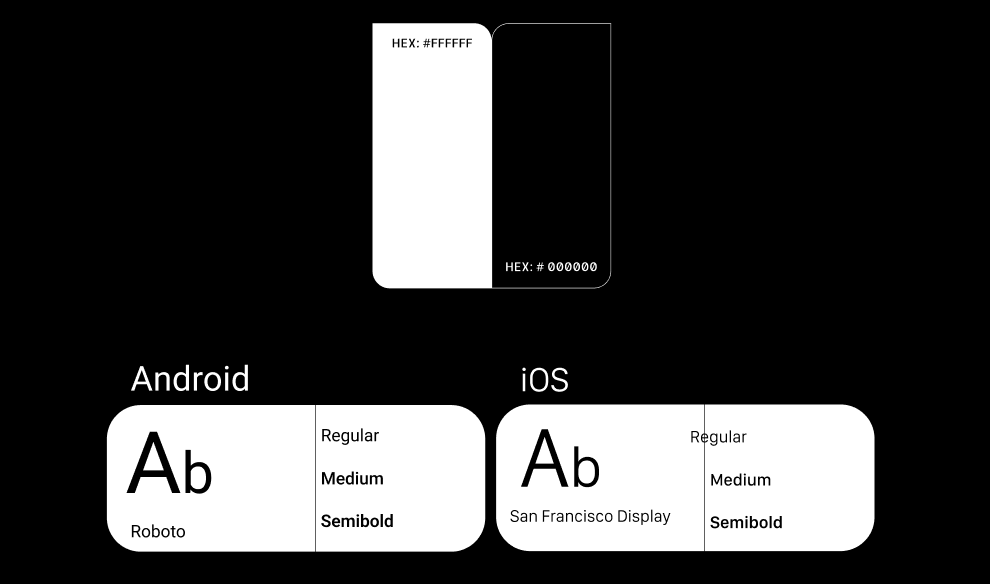 HEX: #FFFFFF
HEX: # 000000
Android
Ab
Roboto
Regular
Medium
Semibold
iOS
Ab
San Francisco Display
Regular
Medium
Semibold